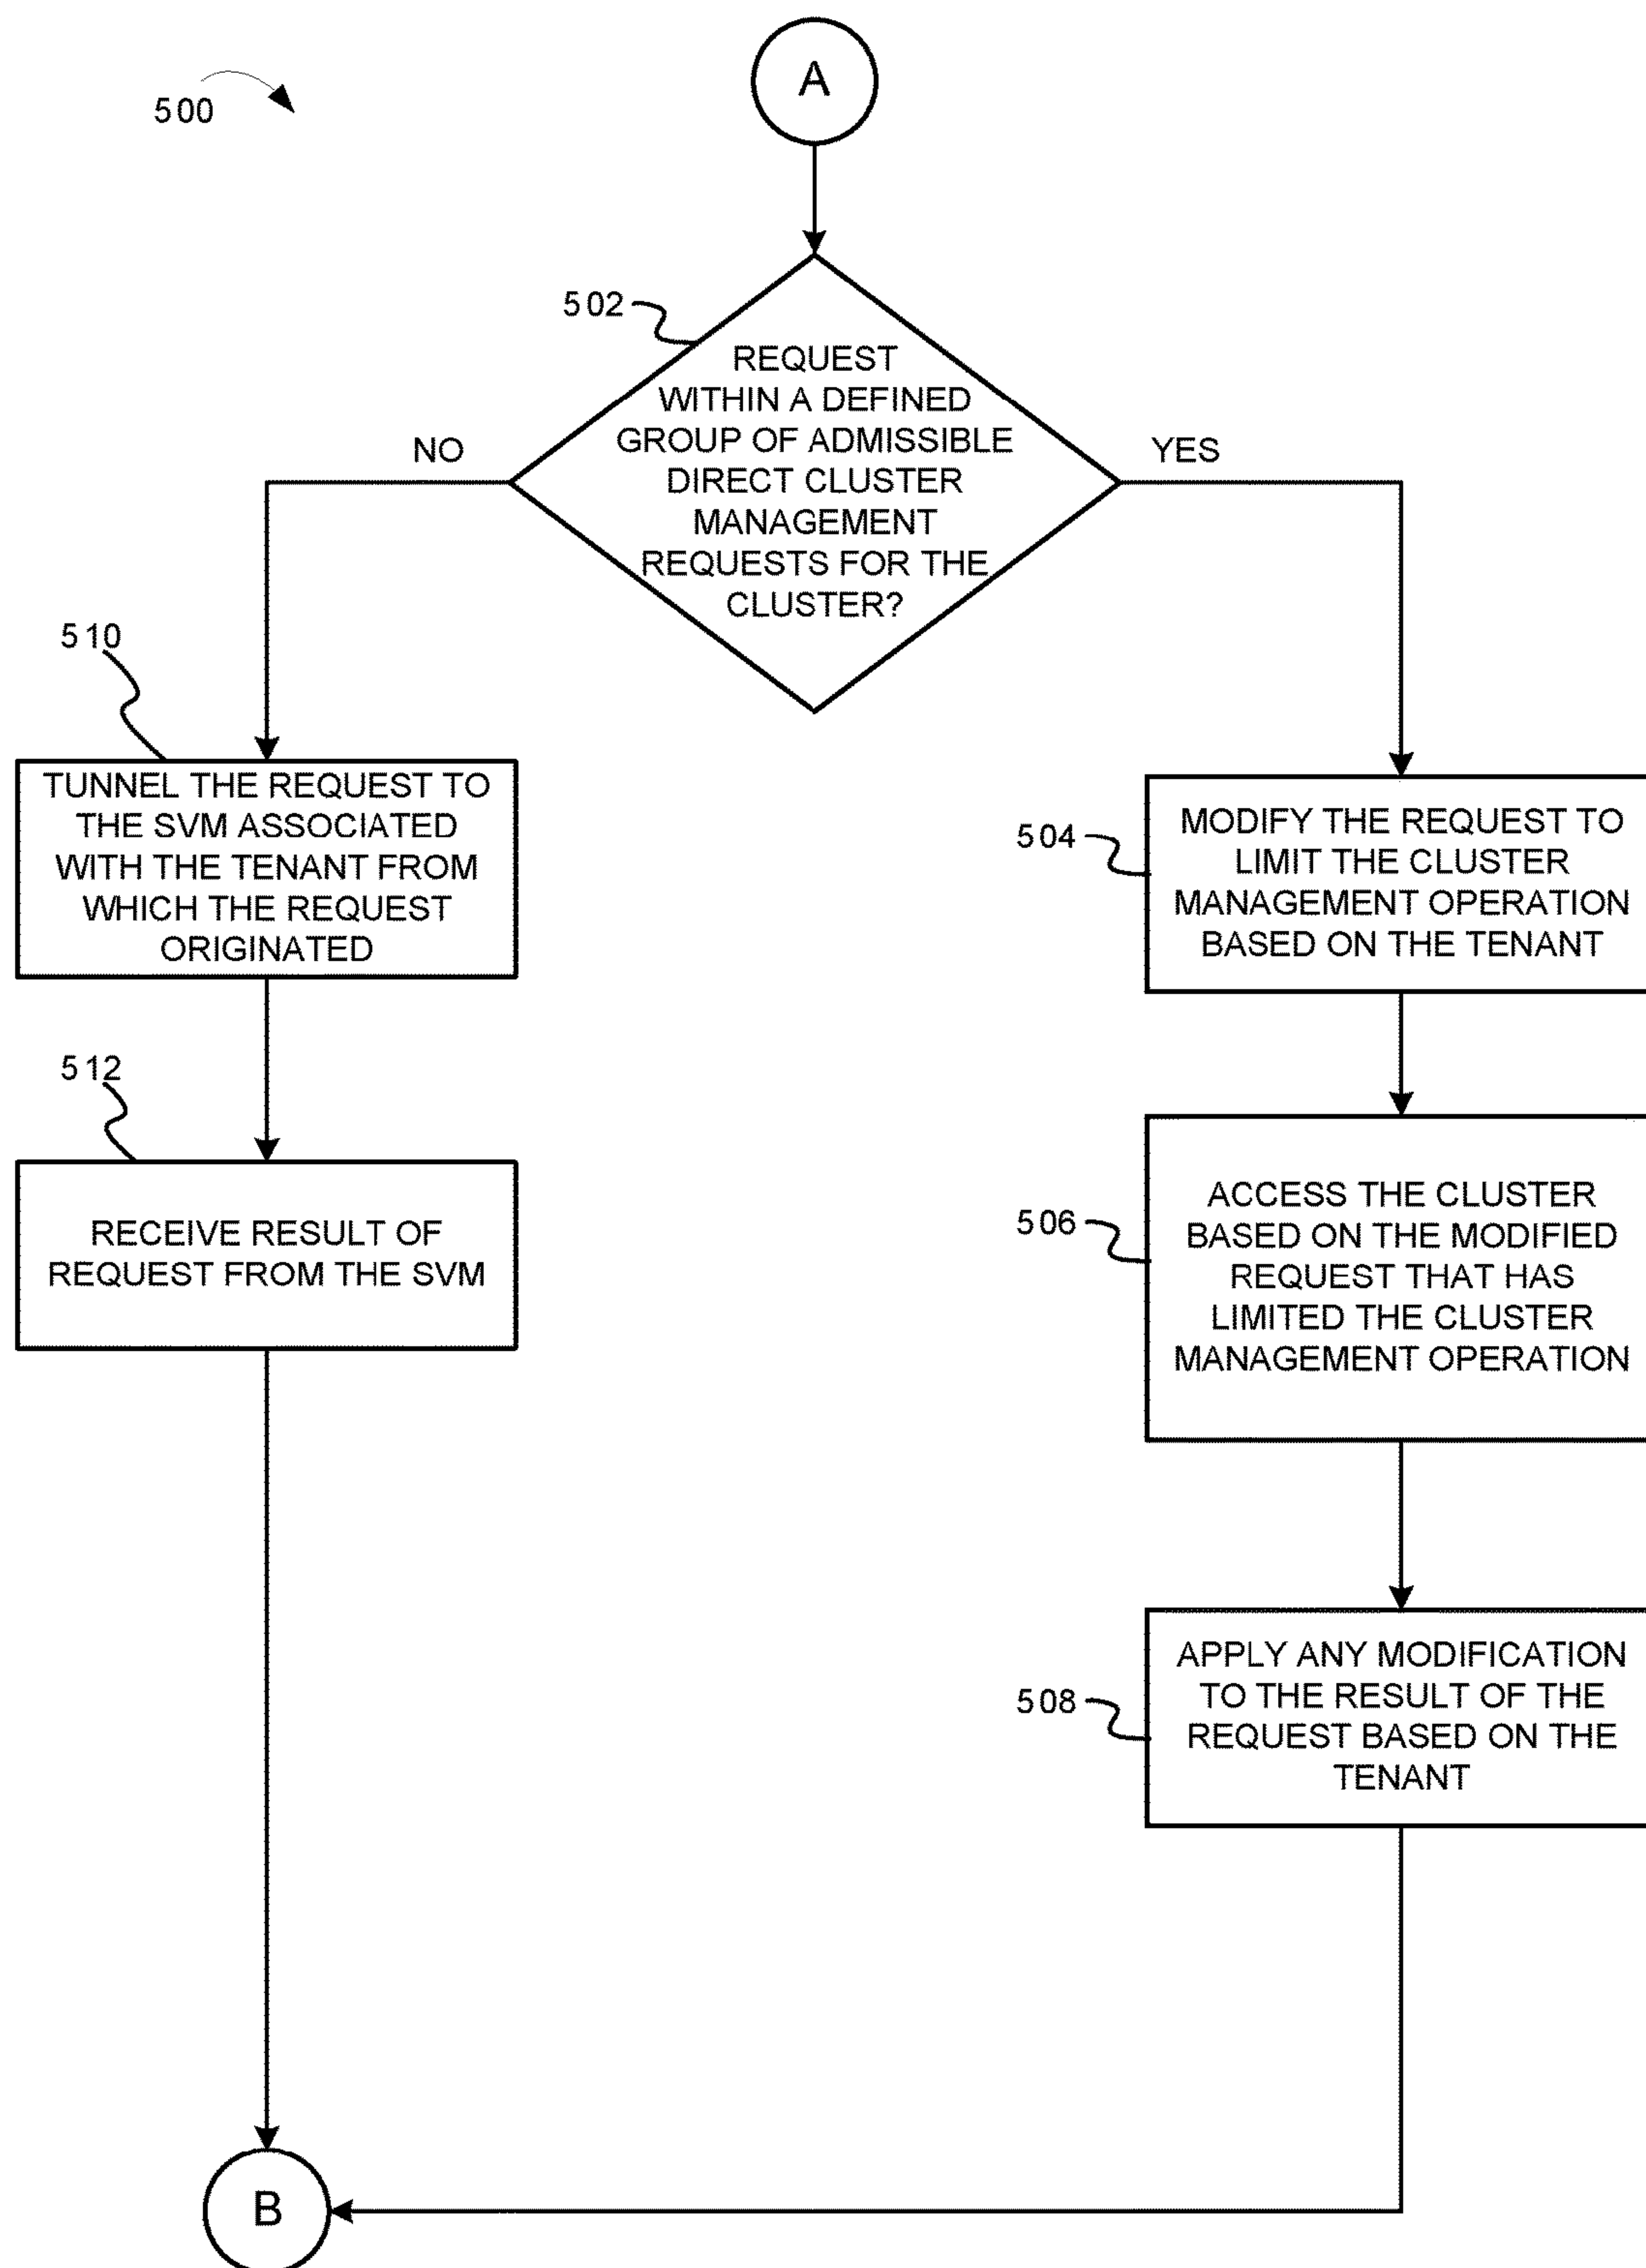 500
A
502
REQUEST
WITHIN A DEFINED
GROUP OF ADMISSIBLE
DIRECT CLUSTER
MANAGEMENT
REQUESTS FOR THE
CLUSTER?
NO
YES
510
TUNNEL THE REQUEST TO
THE SVM ASSOCIATED
WITH THE TENANT FROM
WHICH THE REQUEST
ORIGINATED
512
RECEIVE RESULT OF
REQUEST FROM THE SVM
504
MODIFY THE REQUEST TO
LIMIT THE CLUSTER
MANAGEMENT OPERATION
BASED ON THE TENANT
506
ACCESS THE CLUSTER
BASED ON THE MODIFIED
REQUEST THAT HAS
LIMITED THE CLUSTER
MANAGEMENT OPERATION
508
APPLY ANY MODIFICATION
TO THE RESULT OF THE
REQUEST BASED ON THE
TENANT
B